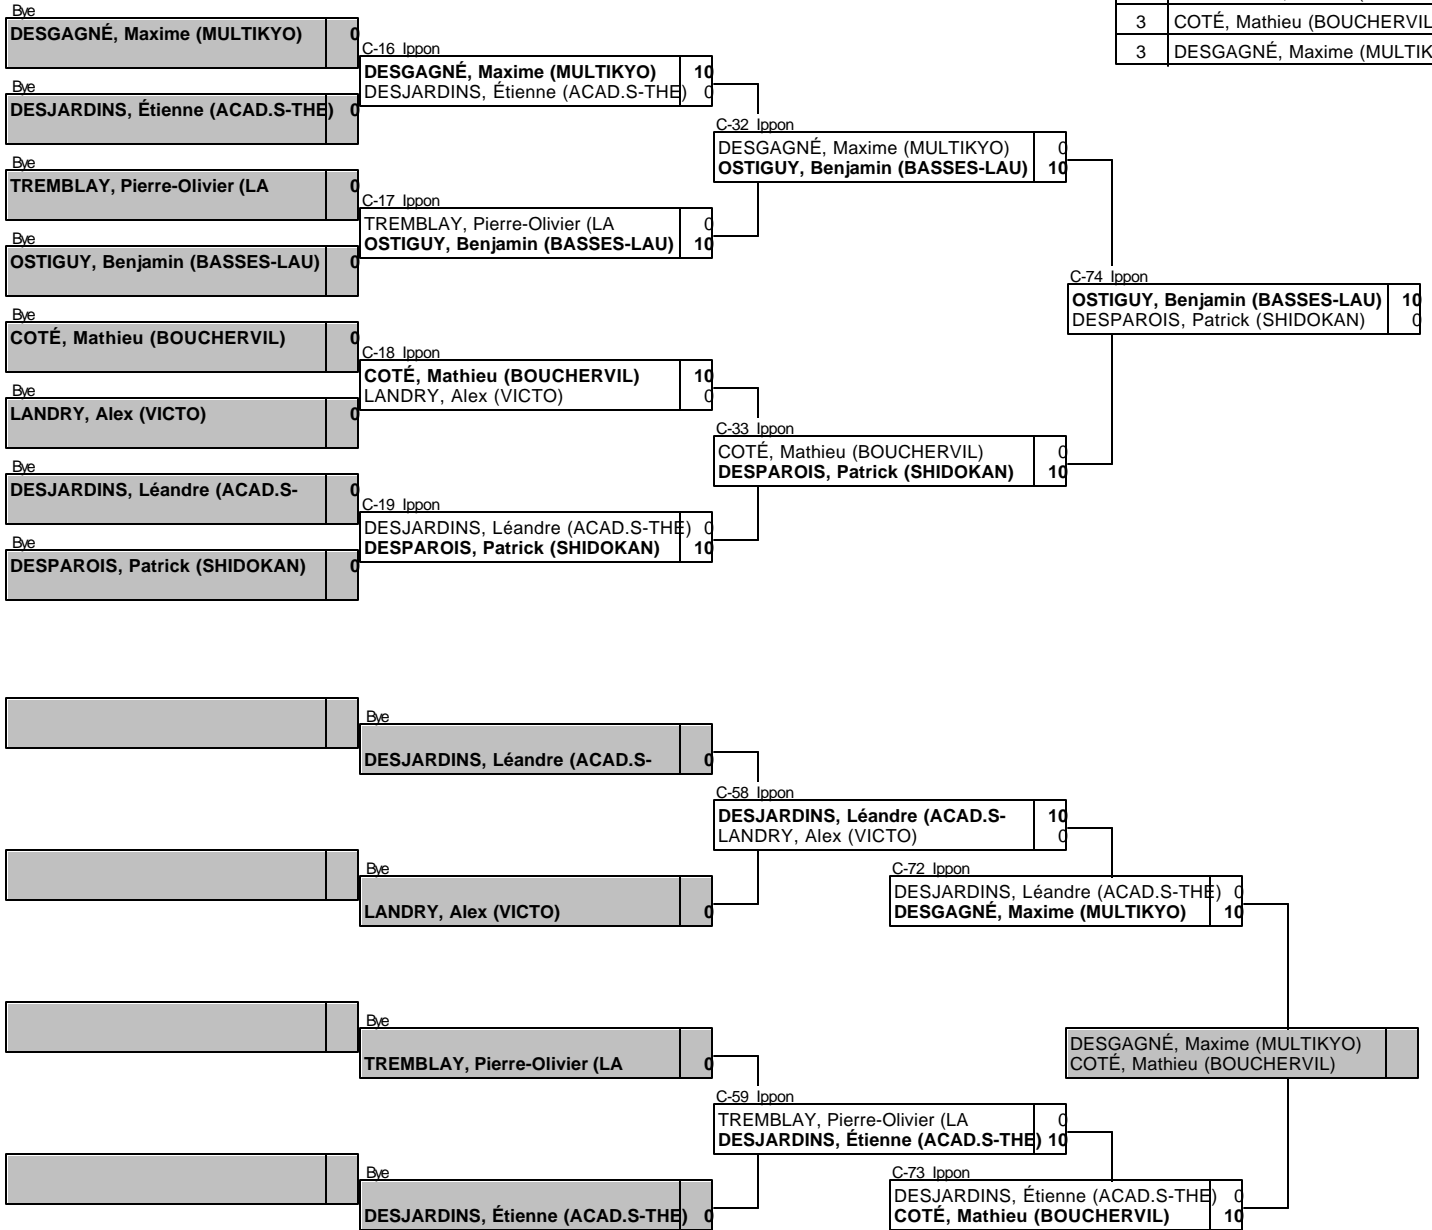 Bye
DESGAGNÉ, Maxime (MULTIKYO) 0
Bye
DESJARDINS, Étienne (ACAD.S-THE) 0
Bye
TREMBLAY, Pierre-Olivier (LA 0
Bye
OSTIGUY, Benjamin (BASSES-LAU) 0
Bye
COTÉ, Mathieu (BOUCHERVIL) 0
Bye
LANDRY, Alex (VICTO) 0
Bye
DESJARDINS, Léandre (ACAD.S- 0
Bye
DESPAROIS, Patrick (SHIDOKAN) 0
C-16 Ippon
DESGAGNÉ, Maxime (MULTIKYO) 10
DESJARDINS, Étienne (ACAD.S-THE) 0
C-17 Ippon
TREMBLAY, Pierre-Olivier (LA 0
OSTIGUY, Benjamin (BASSES-LAU) 10
C-18 Ippon
COTÉ, Mathieu (BOUCHERVIL) 10
LANDRY, Alex (VICTO) 0
C-19 Ippon
DESJARDINS, Léandre (ACAD.S-THE) 0
DESPAROIS, Patrick (SHIDOKAN) 10
C-32 Ippon
DESGAGNÉ, Maxime (MULTIKYO) 0
OSTIGUY, Benjamin (BASSES-LAU) 10
C-33 Ippon
COTÉ, Mathieu (BOUCHERVIL) 0
DESPAROIS, Patrick (SHIDOKAN) 10
3 COTÉ, Mathieu (BOUCHERVIL
3 DESGAGNÉ, Maxime (MULTIK
C-74 Ippon
OSTIGUY, Benjamin (BASSES-LAU) 10
DESPAROIS, Patrick (SHIDOKAN) 0
Bye
DESJARDINS, Léandre (ACAD.S- 0
Bye
LANDRY, Alex (VICTO) 0
Bye
TREMBLAY, Pierre-Olivier (LA 0
Bye
DESJARDINS, Étienne (ACAD.S-THE) 0
C-58 Ippon
DESJARDINS, Léandre (ACAD.S- 10
LANDRY, Alex (VICTO) 0
C-59 Ippon
TREMBLAY, Pierre-Olivier (LA 0
DESJARDINS, Étienne (ACAD.S-THE) 10
C-72 Ippon
DESJARDINS, Léandre (ACAD.S-THE) 0
DESGAGNÉ, Maxime (MULTIKYO) 10
C-73 Ippon
DESJARDINS, Étienne (ACAD.S-THE) 0
COTÉ, Mathieu (BOUCHERVIL) 10
DESGAGNÉ, Maxime (MULTIKYO)
COTÉ, Mathieu (BOUCHERVIL)